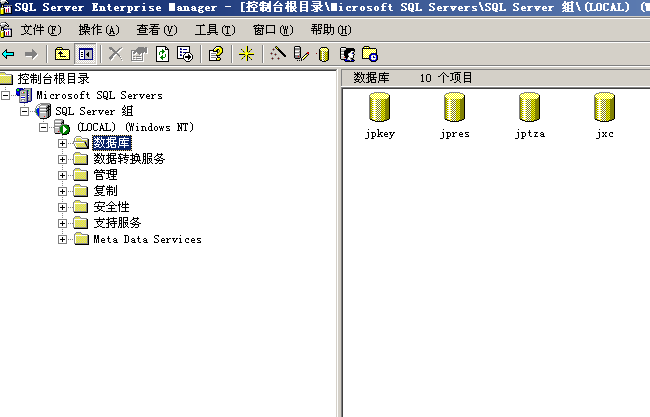 SQL Server Enterprise Manager - [控制台根目录\Microsoft SQL Servers\SQL Server 组\(LOCAL) (
文件(F) 操作(A) 查看(V) 工具(T) 窗口(W) 帮助(H)
控制台根目录
Microsoft SQL Servers
SQL Server 组
(LOCAL) (Windows NT)
数据库
数据转换服务
管理
复制
安全性
支持服务
Meta Data Services
数据库 10 个项目
jpkey jpres jptza jxc